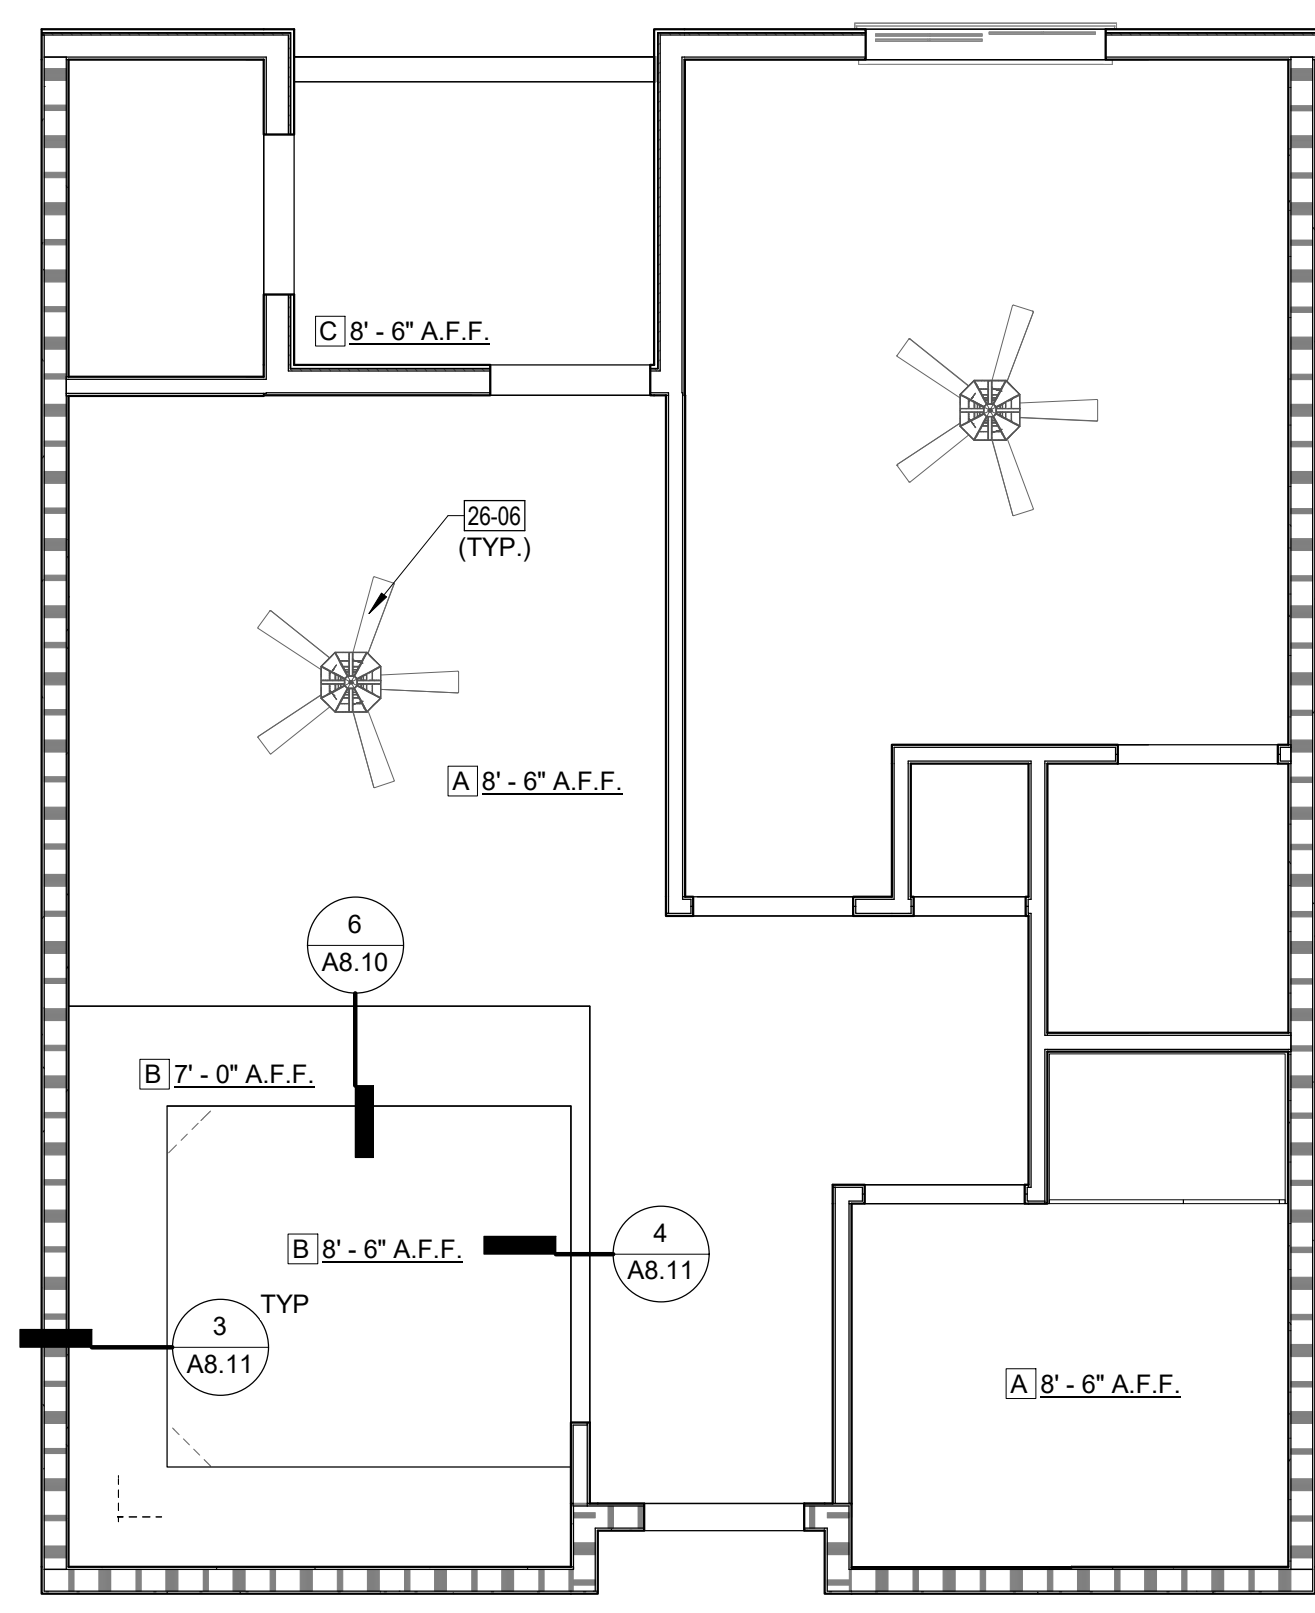 C 8' - 6" A.F.F.
26-06
(TYP.)
A 8' - 6" A.F.F.
6
A8.10
B 7' - 0" A.F.F.
4
A8.11
B 8' - 6" A.F.F.
TYP
3
A8.11
A 8' - 6" A.F.F.